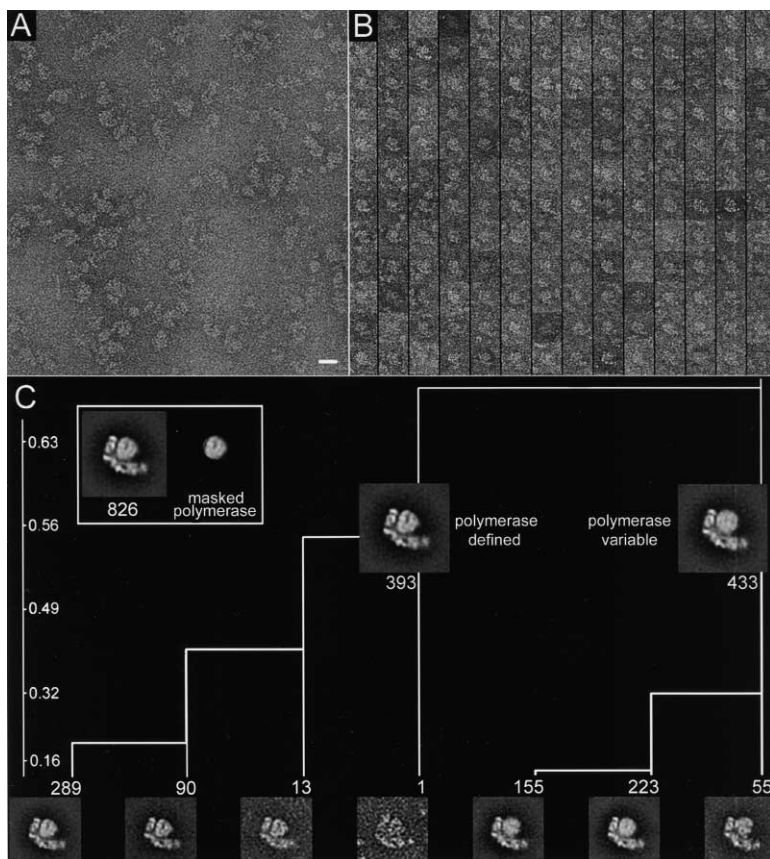 A
B
C
0.63
826
masked
polymerase
polymerase
defined
polymerase
variable
0.56
393
433
0.49
0.32
0.16
289
90
13
1
155
223
55